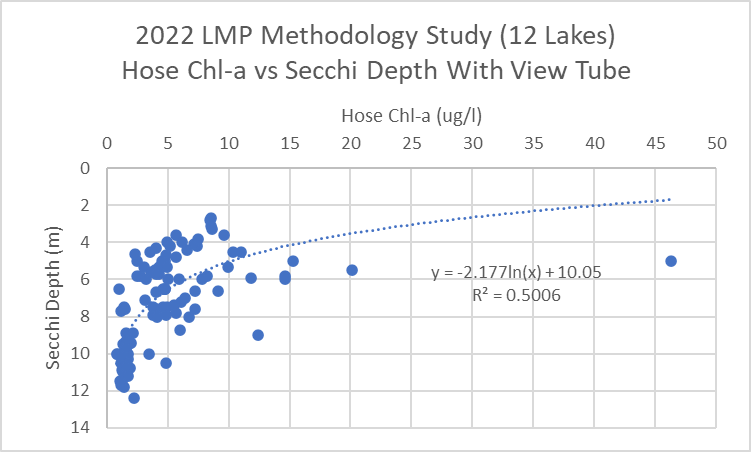 2022 LMP Methodology Study (12 Lakes)
Hose Chl-a vs Secchi Depth With View Tube
Hose Chl-a (ug/l)
0 5 10 15 20 25 30 35 40 45 50
0
2
4
6
8
10
12
14
Secchi Depth (m)
y = -2.177ln(x) + 10.05
R² = 0.5006